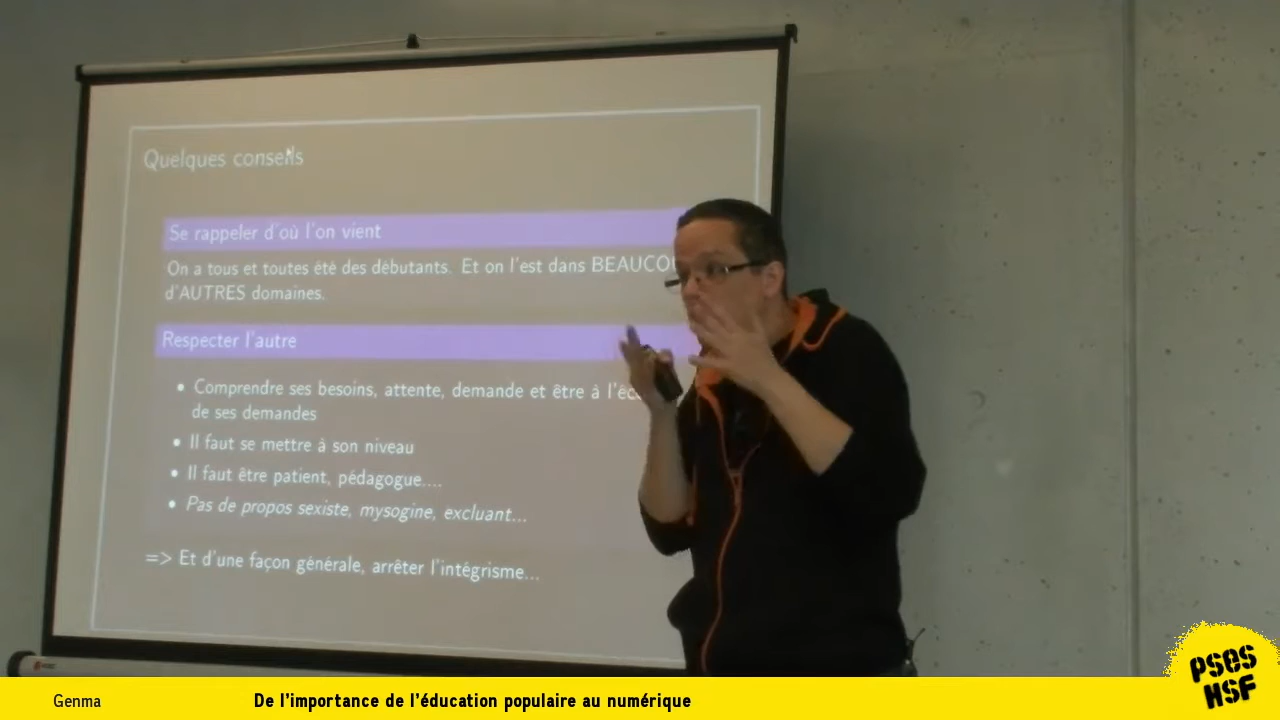 Quelques conseils
Se rappeler d'où l'on vient
On a tous et toutes été des débutants. Et on l'est dans
d'AUTRES domaines.
Respecter l'autre
• Comprendre ses besoins, attente, demande et être à
de ses demandes
• Il faut se mettre à son niveau
• Il faut être patient, pédagogue....
• Pas de propos sexiste, mysogine, excluant...
=> Et d'une façon générale, arrêter l'intégrisme...
PSES
HSF
Genma
De l'importance de l'éducation populaire au numérique